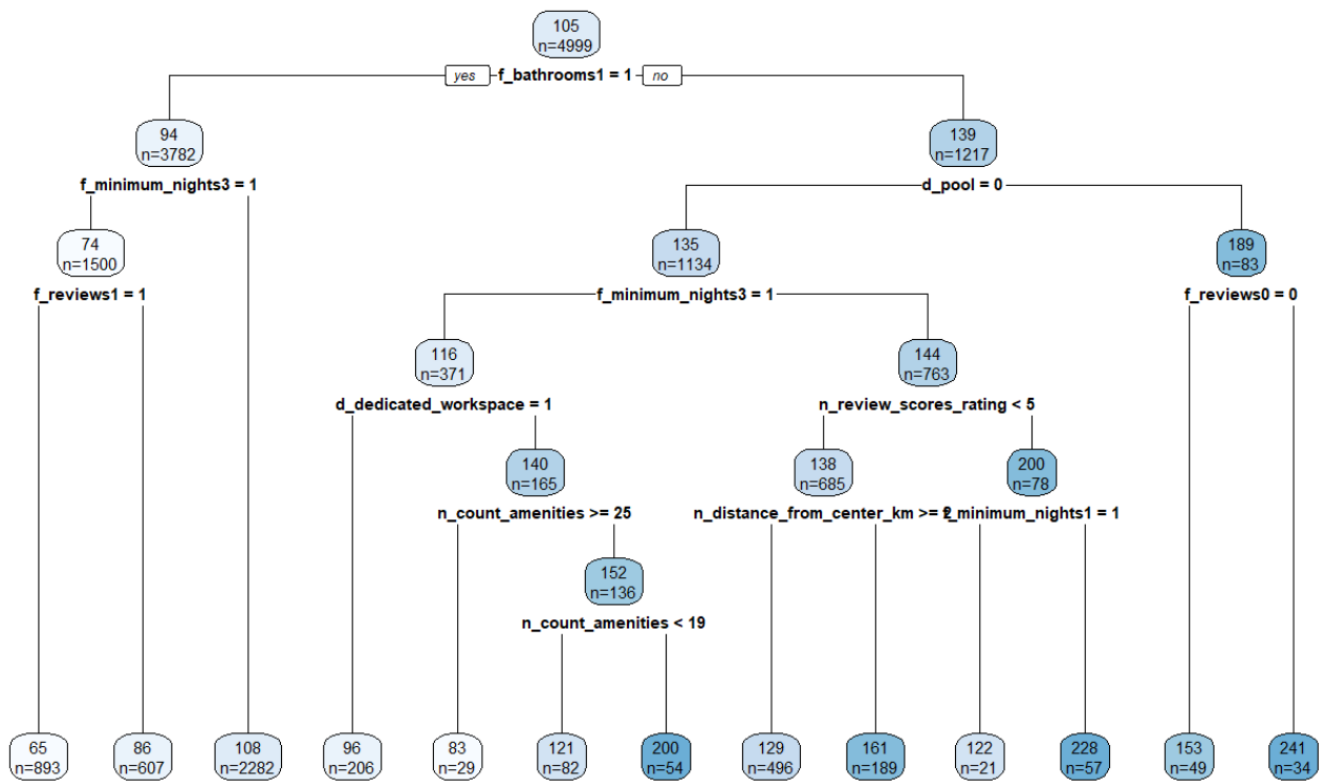 105
n=4999
yes f_bathrooms1 = 1 no
94
n=3782
139
n=1217
f_minimum_nights3 = 1
d_pool = 0
74
n=1500
135
n=1134
189
n=83
f_reviews1 = 1
f_minimum_nights3 = 1
f_reviews0 = 0
116
n=371
144
n=763
d_dedicated_workspace = 1
n_review_scores_rating < 5
140
n=165
138
n=685
200
n=78
n_count_amenities >= 25
n_distance_from_center_km >=
_minimum_nights1 = 1
152
n=136
n_count_amenities < 19
65
n=893
86
n=607
108
n=2282
96
n=206
83
n=29
121
n=82
200
n=54
129
n=496
161
n=189
122
n=21
228
n=57
153
n=49
241
n=34